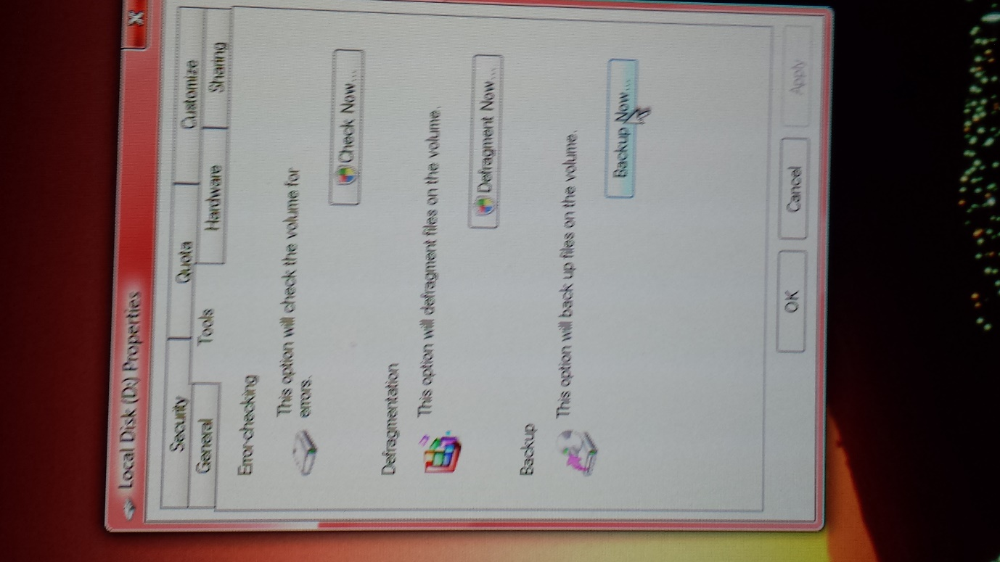 Local Disk (D:) Properties
X
Security Quota Customize
General Tools Hardware Sharing
Error-checking
This option will check the volume for
errors.
Check Now...
Defragmentation
This option will defragment files on the volume.
Defragment Now...
Backup
This option will back up files on the volume.
Backup Now...
OK Cancel Apply